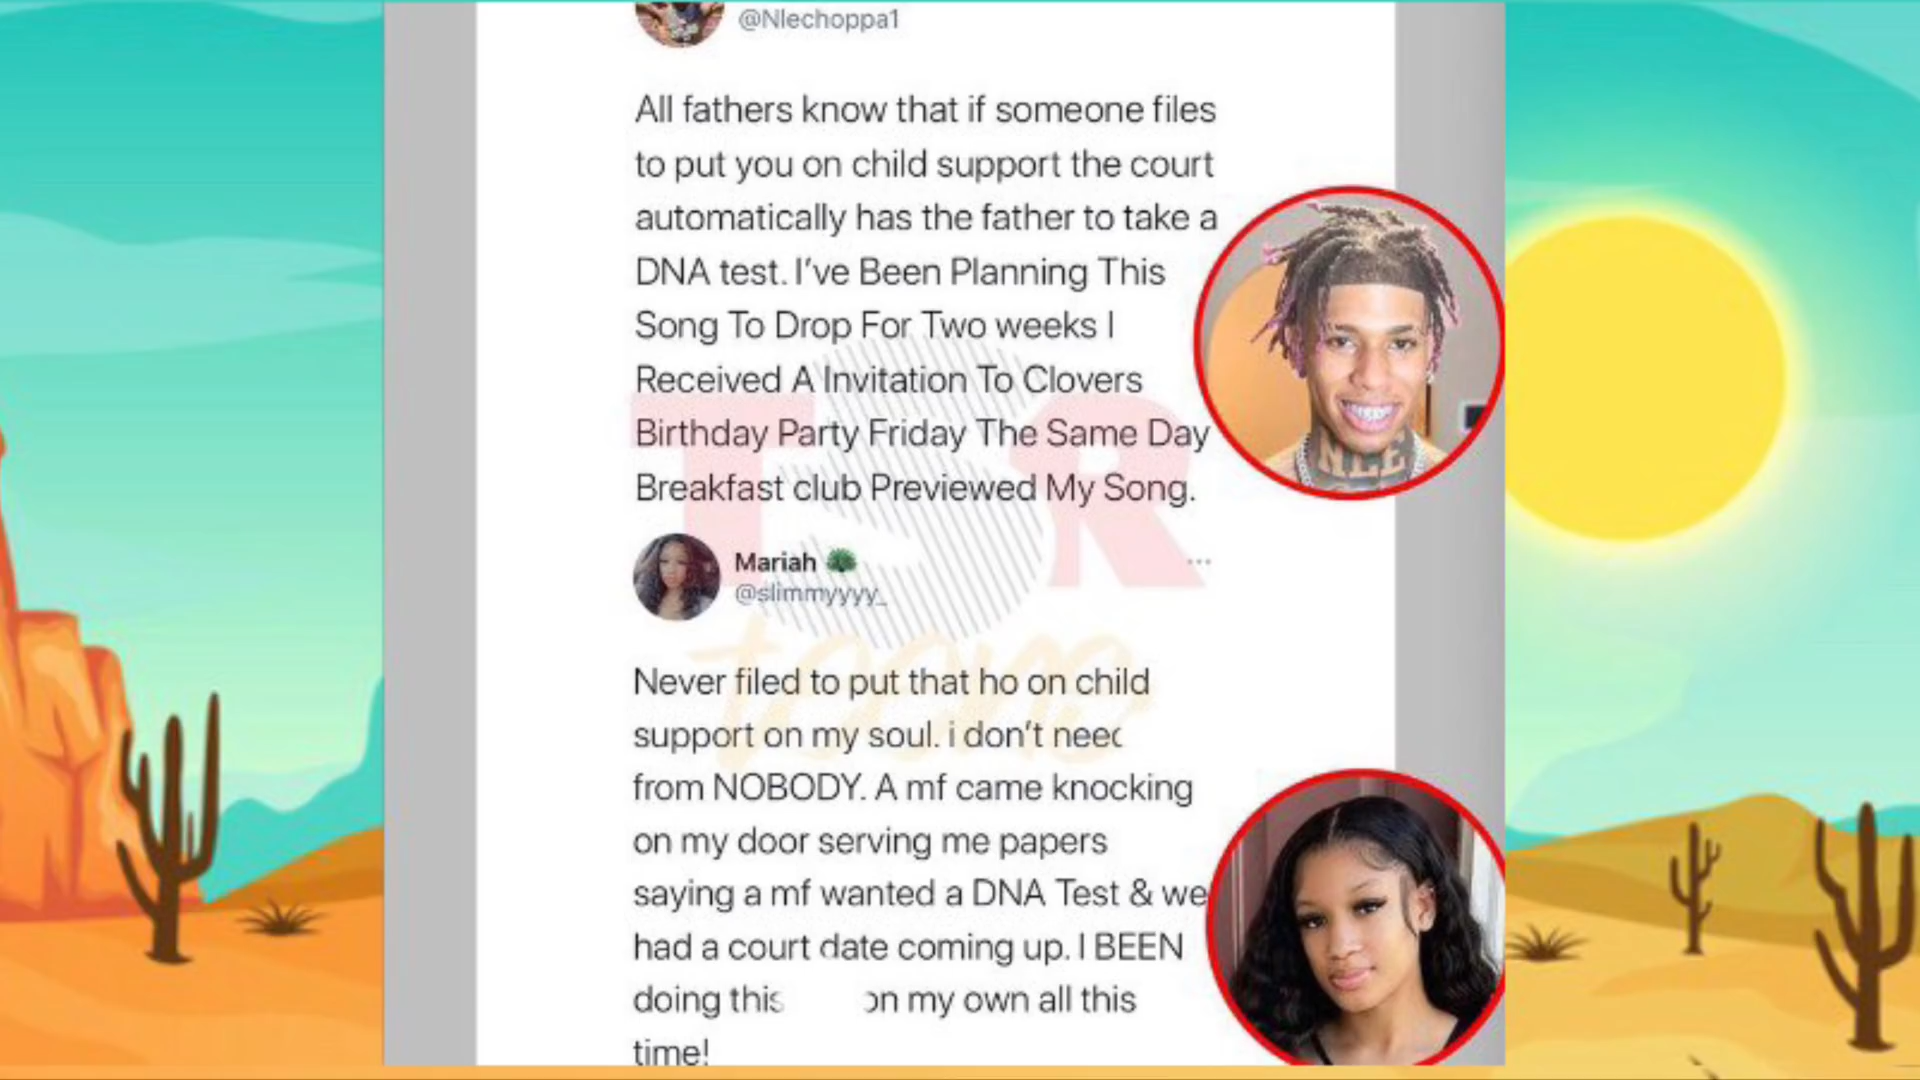 @Nlechoppa1
All fathers know that if someone files
to put you on child support the court
automatically has the father to take a
DNA test. I've Been Planning This
Song To Drop For Two weeks I
Received A Invitation To Clovers
Birthday Party Friday The Same Day
Breakfast club Previewed My Song.
TSR
Mariah
@slimmyyyy_
toons
Never filed to put that ho on child
support on my soul. i don't need
from NOBODY. A mf came knocking
on my door serving me papers
saying a mf wanted a DNA Test & we
had a court date coming up. I BEEN
doing this on my own all this
time!
NLE